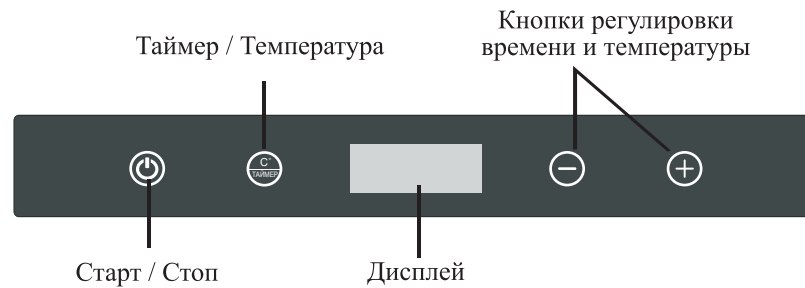 Кнопки регулировки
времени и температуры
Таймер / Температура
C°
ТАЙМЕР
Старт / Стоп
Дисплей